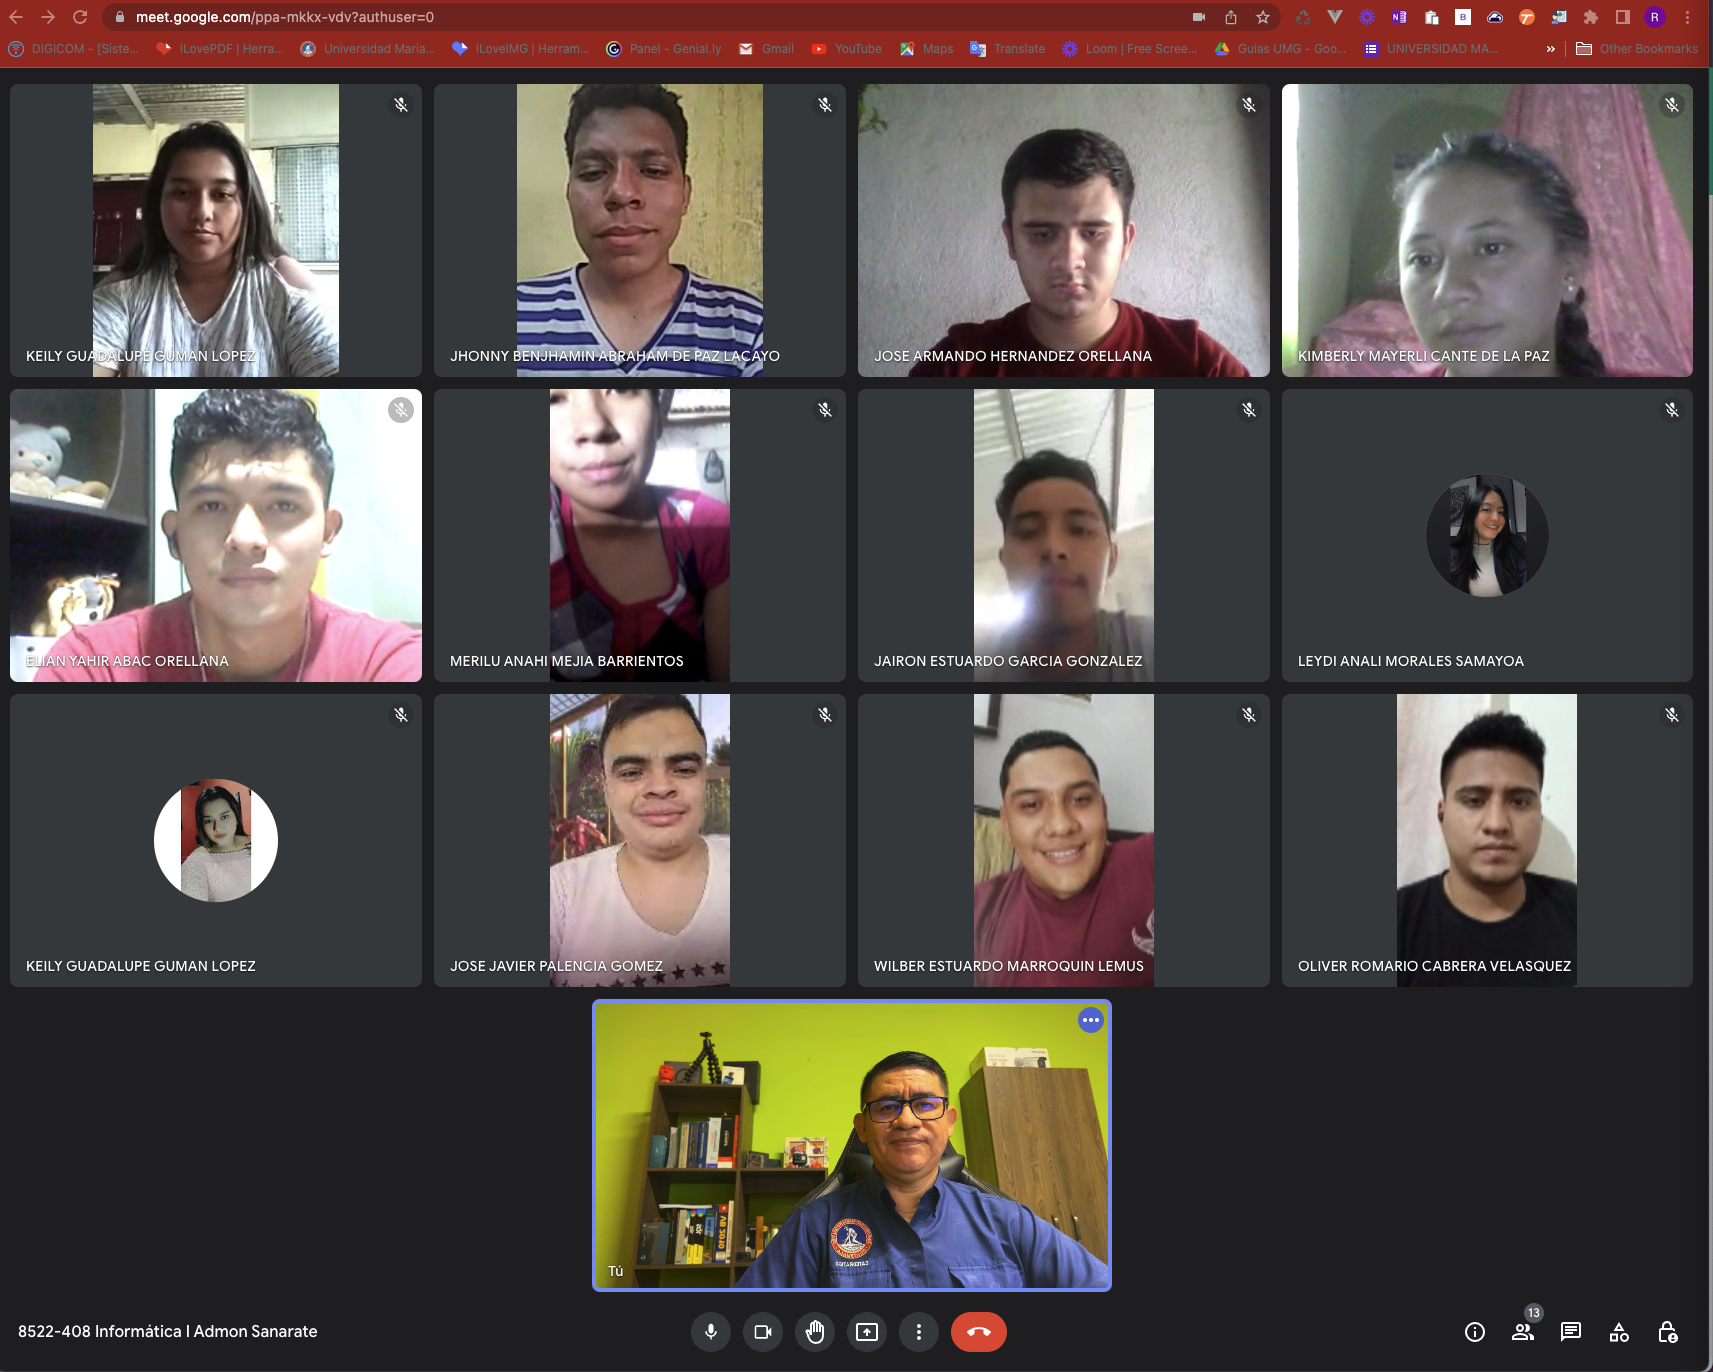 meet.google.com/ppa-mkkx-vdv?authuser=0
DIGICOM - [Siste... iLovePDF | Herra... Universidad Maria... iLoveIMG | Herram... Panel - Genial.ly Gmail YouTube Maps Translate Loom | Free Scree... Guias UMG - Goo... UNIVERSIDAD MA... » Other Bookmarks
KEILY GUADALUPE GUMAN LOPEZ
JHONNY BENJHAMIN ABRAHAM DE PAZ LACAYO
JOSE ARMANDO HERNANDEZ ORELLANA
KIMBERLY MAYERLI CANTE DE LA PAZ
ELIAN YAHIR ABAC ORELLANA
MERILU ANAHI MEJIA BARRIENTOS
JAIRON ESTUARDO GARCIA GONZALEZ
LEYDI ANALI MORALES SAMAYOA
KEILY GUADALUPE GUMAN LOPEZ
JOSE JAVIER PALENCIA GOMEZ
WILBER ESTUARDO MARROQUIN LEMUS
OLIVER ROMARIO CABRERA VELASQUEZ
Tú
13
8522-408 Informática I Admon Sanarate